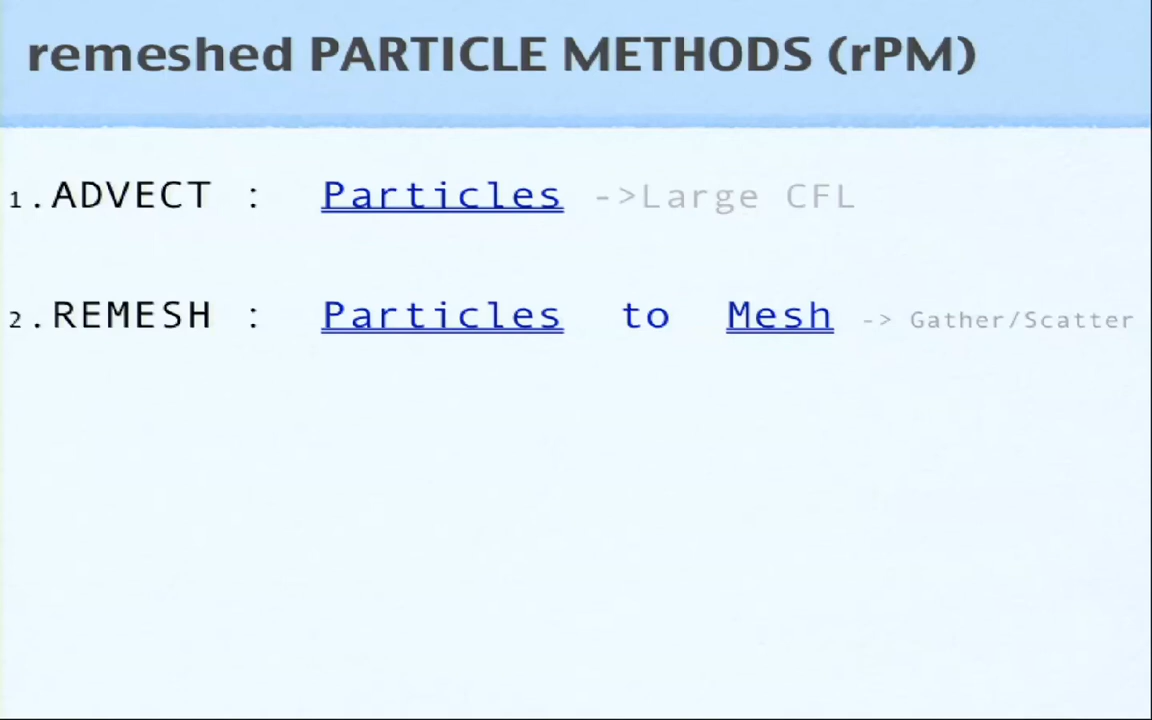 remeshed PARTICLE METHODS (rPM)
1.ADVECT : Particles ->Large CFL
2.REMESH : Particles to Mesh -> Gather/Scatter